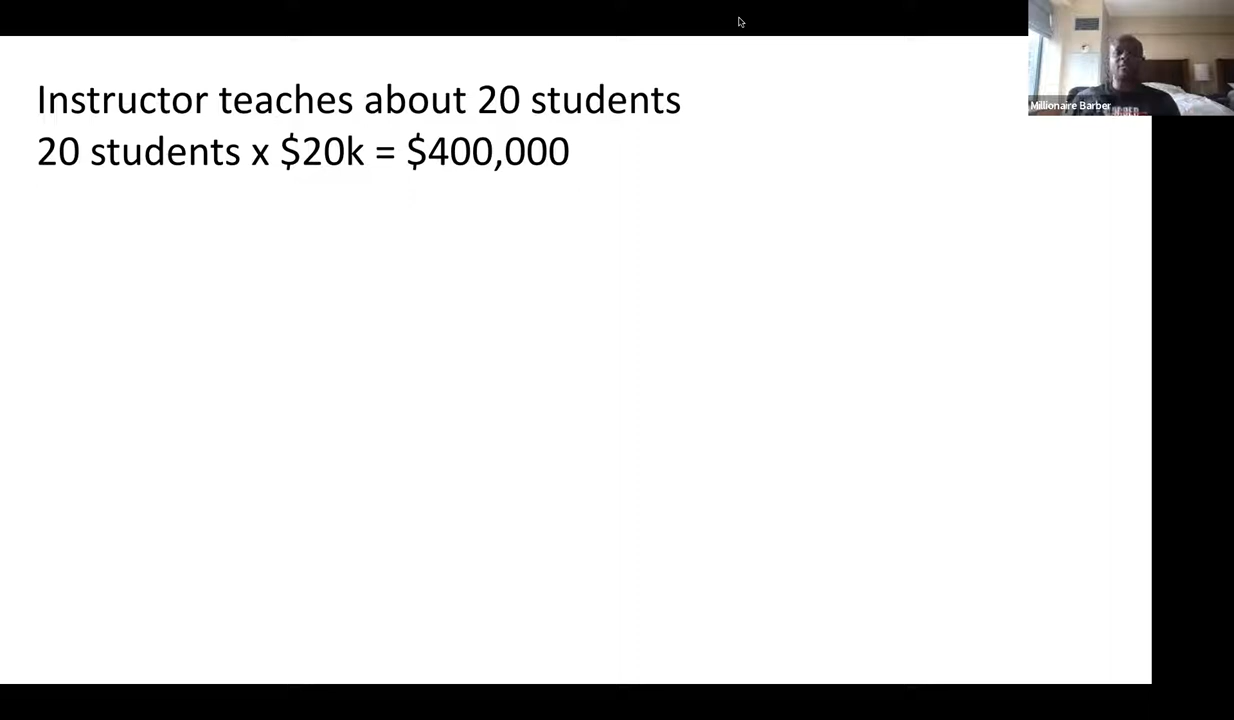 Instructor teaches about 20 students
20 students x $20k = $400,000
Millionaire Barber